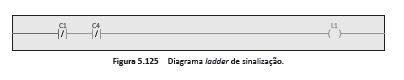 C1 C4 L1
Figura 5.125 Diagrama ladder de sinalização.